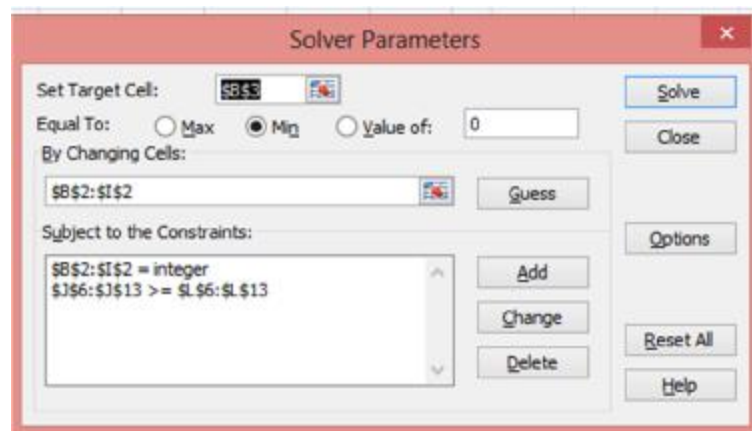 Solver Parameters
Set Target Cell: $B$3
Solve
Equal To: Max Min Value of: 0
Close
By Changing Cells:
$B$2:$I$2
Guess
Subject to the Constraints:
Options
$B$2:$I$2 = integer
$J$6:$J$13 >= $L$6:$L$13
Add
Change
Reset All
Delete
Help